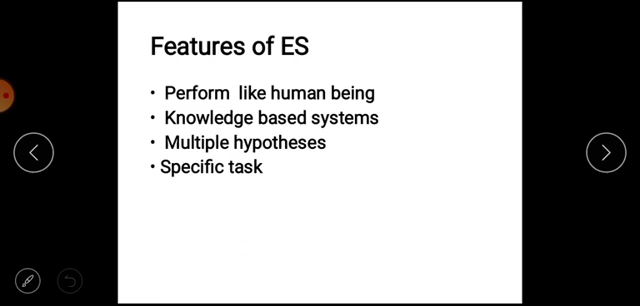 Features of ES
• Perform like human being
• Knowledge based systems
• Multiple hypotheses
• Specific task